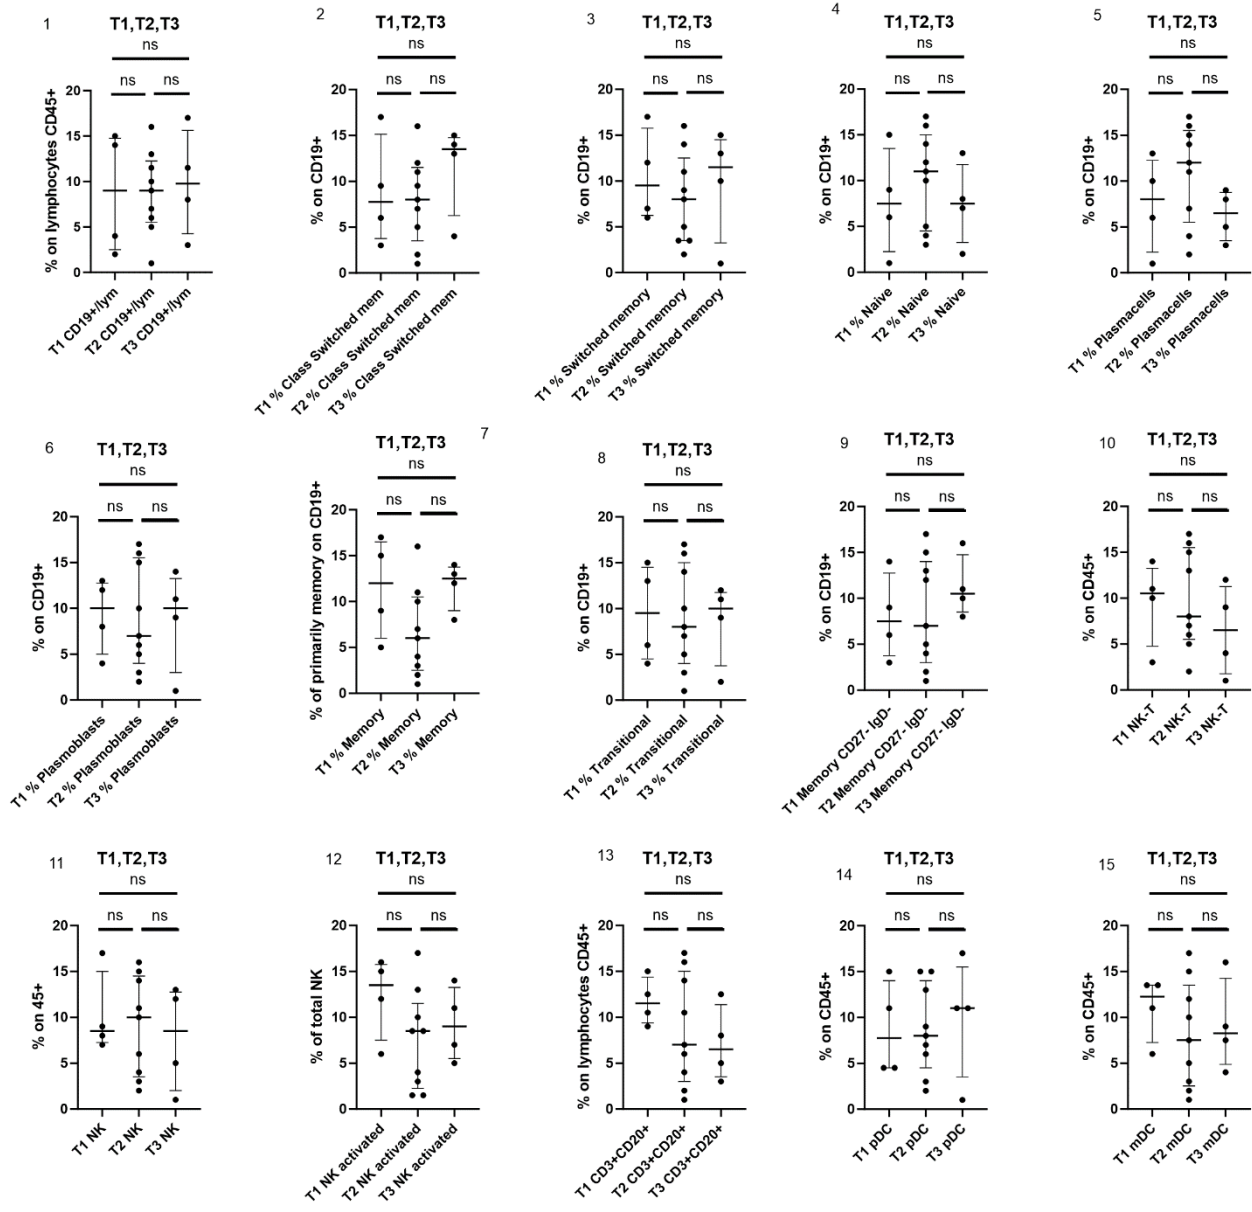 1
T1,T2,T3
ns
ns
ns
% on lymphocytes CD45+
20
15
10
5
0
T1 CD19+/lym
T2 CD19+/lym
T3 CD19+/lym
2
T1,T2,T3
ns
ns
ns
% on CD19+
20
15
10
5
0
T1 % Class Switched mem
T2 % Class Switched mem
T3 % Class Switched mem
3
T1,T2,T3
ns
ns
ns
% on CD19+
20
15
10
5
0
T1 % Switched memory
T2 % Switched memory
T3 % Switched memory
4
T1,T2,T3
ns
ns
ns
% on CD19+
20
15
10
5
0
T1 % Naive
T2 % Naive
T3 % Naive
5
T1,T2,T3
ns
ns
ns
% on CD19+
20
15
10
5
0
T1 % Plasmacells
T2 % Plasmacells
T3 % Plasmacells
6
T1,T2,T3
ns
ns
ns
% on CD19+
20
15
10
5
0
T1 % Plasmoblasts
T2 % Plasmoblasts
T3 % Plasmoblasts
7
T1,T2,T3
ns
ns
ns
% of primarily memory on CD19+
20
15
10
5
0
T1 % Memory
T2 % Memory
T3 % Memory
8
T1,T2,T3
ns
ns
ns
% on CD19+
20
15
10
5
0
T1 % Transitional
T2 % Transitional
T3 % Transitional
9
T1,T2,T3
ns
ns
ns
% on CD19+
20
15
10
5
0
T1 Memory CD27- IgD-
T2 Memory CD27- IgD-
T3 Memory CD27- IgD-
10
T1,T2,T3
ns
ns
ns
% on CD45+
20
15
10
5
0
T1 NK-T
T2 NK-T
T3 NK-T
11
T1,T2,T3
ns
ns
ns
% on 45+
20
15
10
5
0
T1 NK
T2 NK
T3 NK
12
T1,T2,T3
ns
ns
ns
% of total NK
20
15
10
5
0
T1 NK activated
T2 NK activated
T3 NK activated
13
T1,T2,T3
ns
ns
ns
% on lymphocytes CD45+
20
15
10
5
0
T1 CD3+CD20+
T2 CD3+CD20+
T3 CD3+CD20+
14
T1,T2,T3
ns
ns
ns
% on CD45+
20
15
10
5
0
T1 pDC
T2 pDC
T3 pDC
15
T1,T2,T3
ns
ns
ns
% on CD45+
20
15
10
5
0
T1 mDC
T2 mDC
T3 mDC